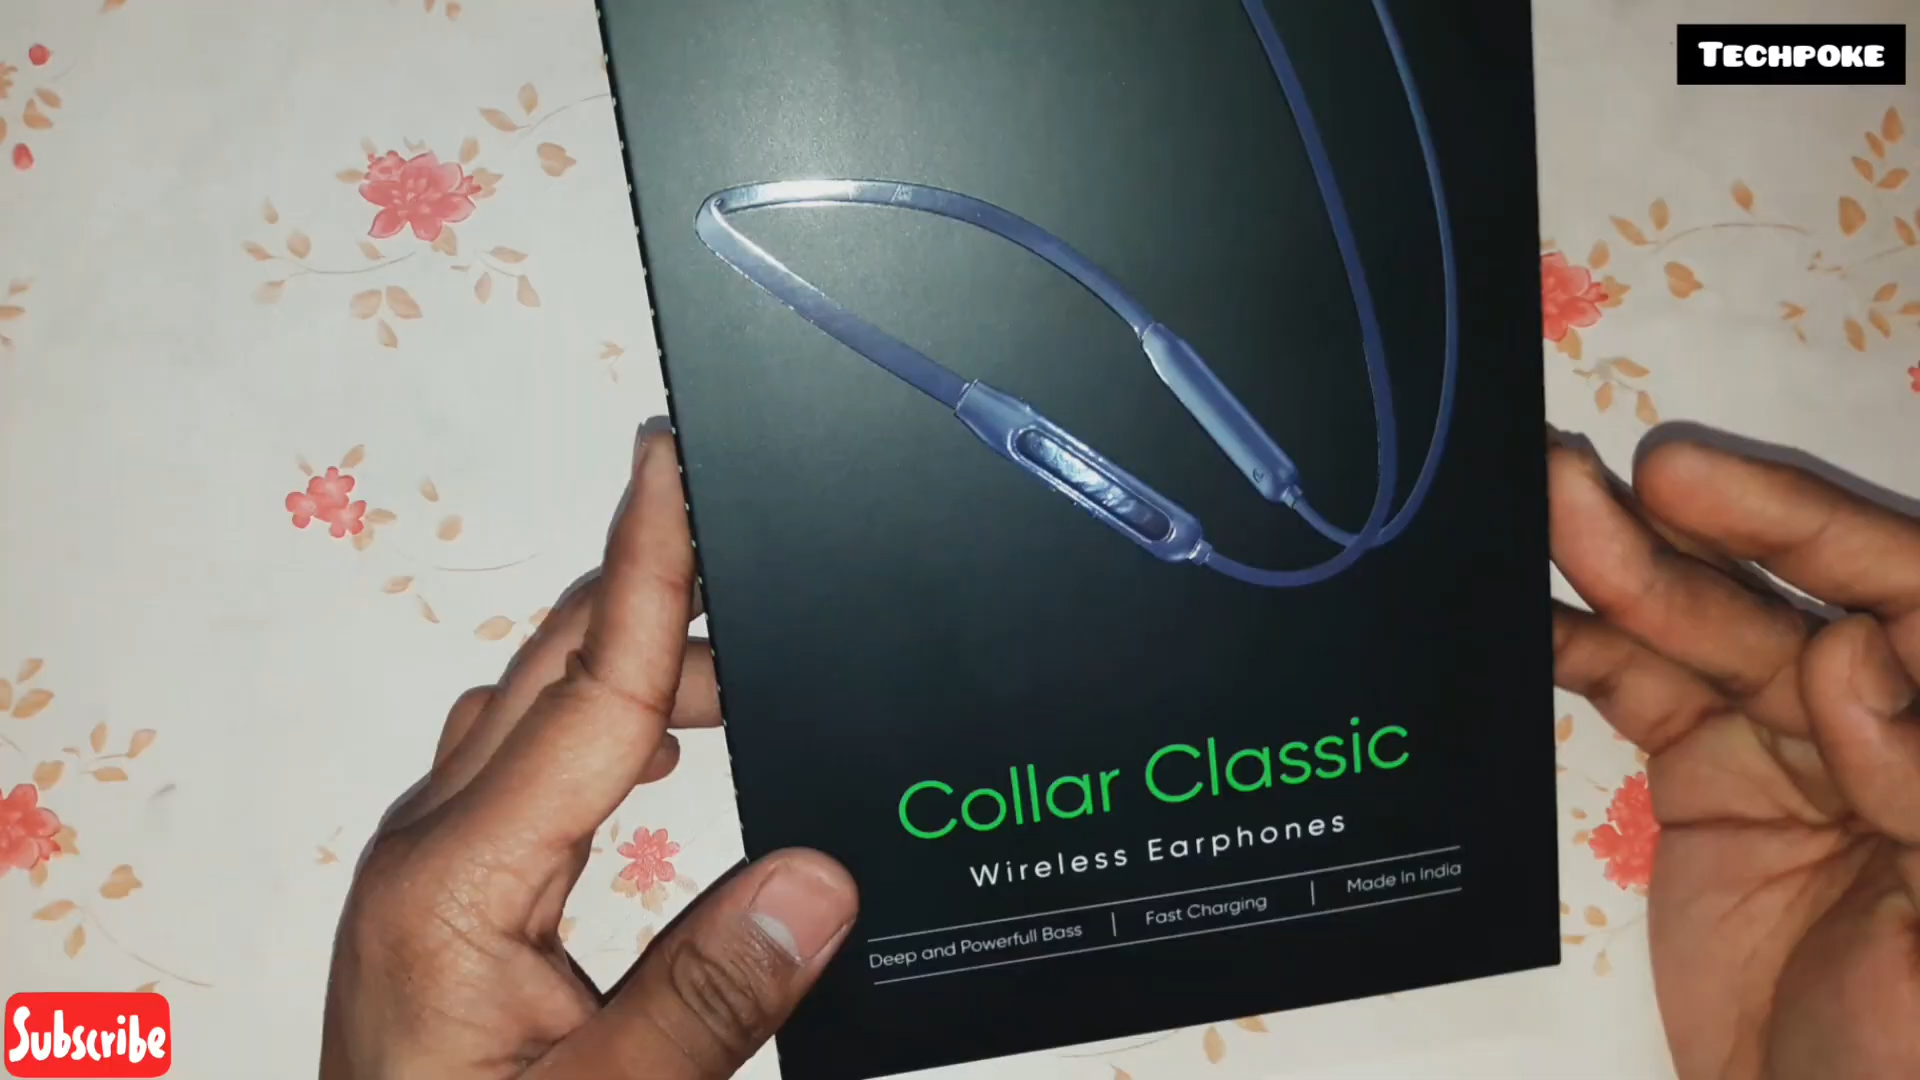 Techpoke
Collar Classic
Wireless Earphones
Deep and Powerfull Bass | Fast Charging | Made In India
Subscribe